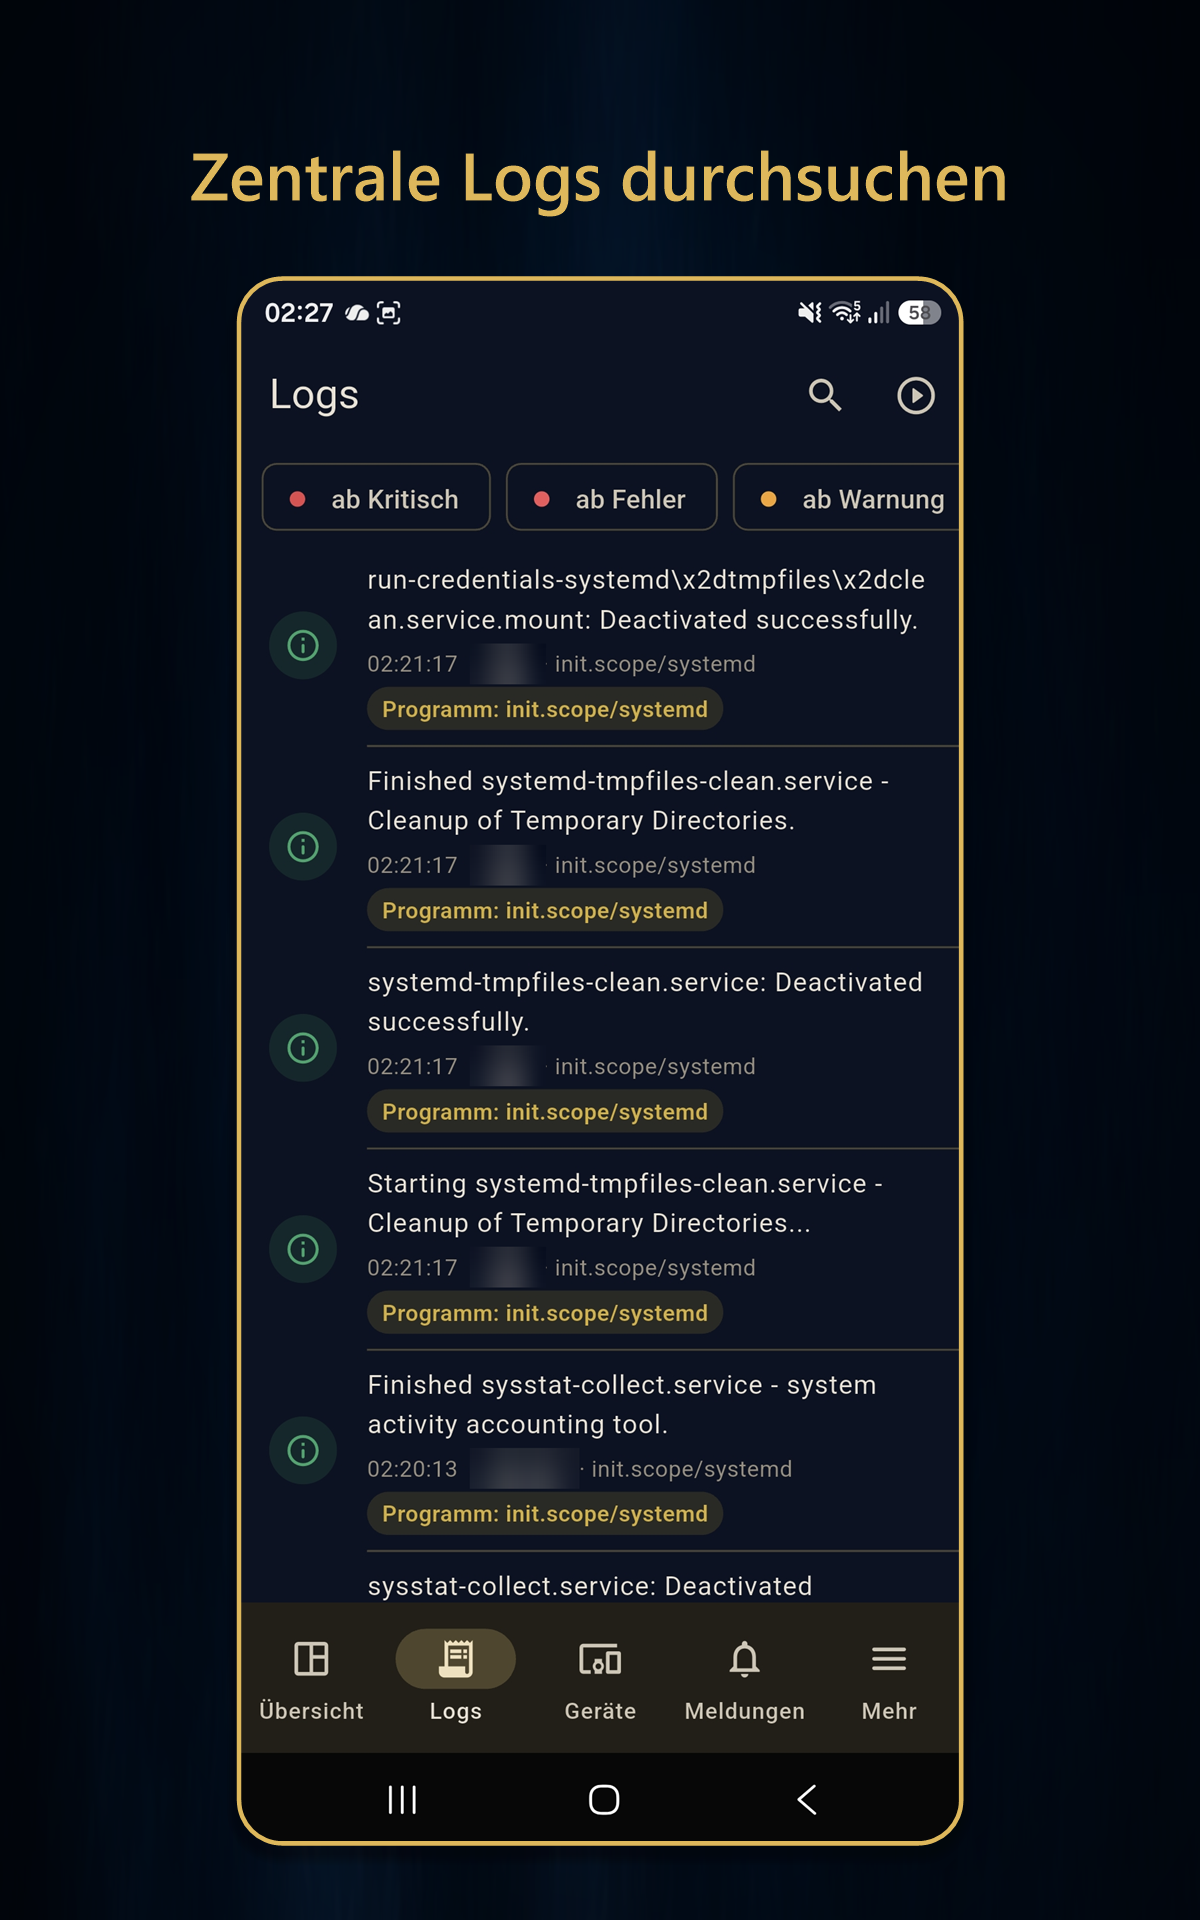 Zentrale Logs durchsuchen
02:27
5
58
Logs
ab Kritisch
ab Fehler
ab Warnung
run-credentials-systemd\x2dtmpfiles\x2dcle
an.service.mount: Deactivated successfully.
02:21:17 · init.scope/systemd
Programm: init.scope/systemd
Finished systemd-tmpfiles-clean.service -
Cleanup of Temporary Directories.
02:21:17 · init.scope/systemd
Programm: init.scope/systemd
systemd-tmpfiles-clean.service: Deactivated
successfully.
02:21:17 · init.scope/systemd
Programm: init.scope/systemd
Starting systemd-tmpfiles-clean.service -
Cleanup of Temporary Directories...
02:21:17 · init.scope/systemd
Programm: init.scope/systemd
Finished sysstat-collect.service - system
activity accounting tool.
02:20:13 · init.scope/systemd
Programm: init.scope/systemd
sysstat-collect.service: Deactivated
Übersicht
Logs
Geräte
Meldungen
Mehr